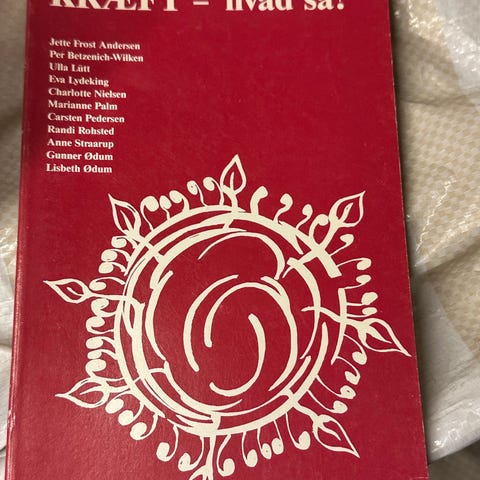 KRÆFT – hvad så?
Jette Frost Andersen
Per Betzenich-Wilken
Ulla Lütt
Eva Lydeking
Charlotte Nielsen
Marianne Palm
Carsten Pedersen
Randi Rohsted
Anne Straarup
Gunner Ødum
Lisbeth Ødum